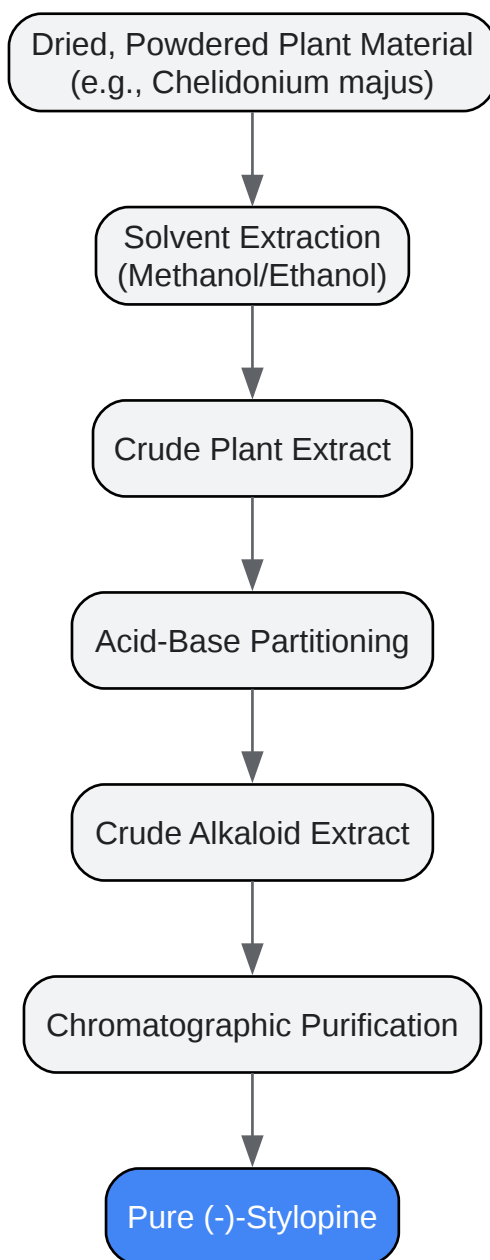 Dried, Powdered Plant Material
(e.g., Chelidonium majus)
Solvent Extraction
(Methanol/Ethanol)
Crude Plant Extract
Acid-Base Partitioning
Crude Alkaloid Extract
Chromatographic Purification
Pure (-)-Stylopine